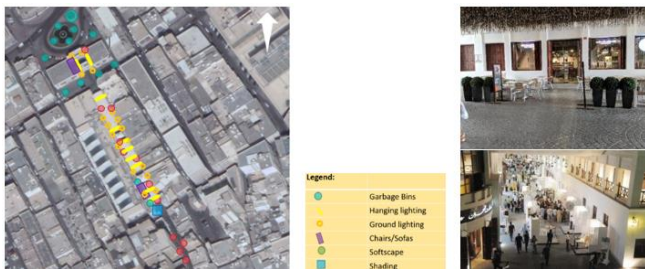 Legend:
Garbage Bins
Hanging lighting
Ground lighting
Chairs/Sofas
Softscape
Shading